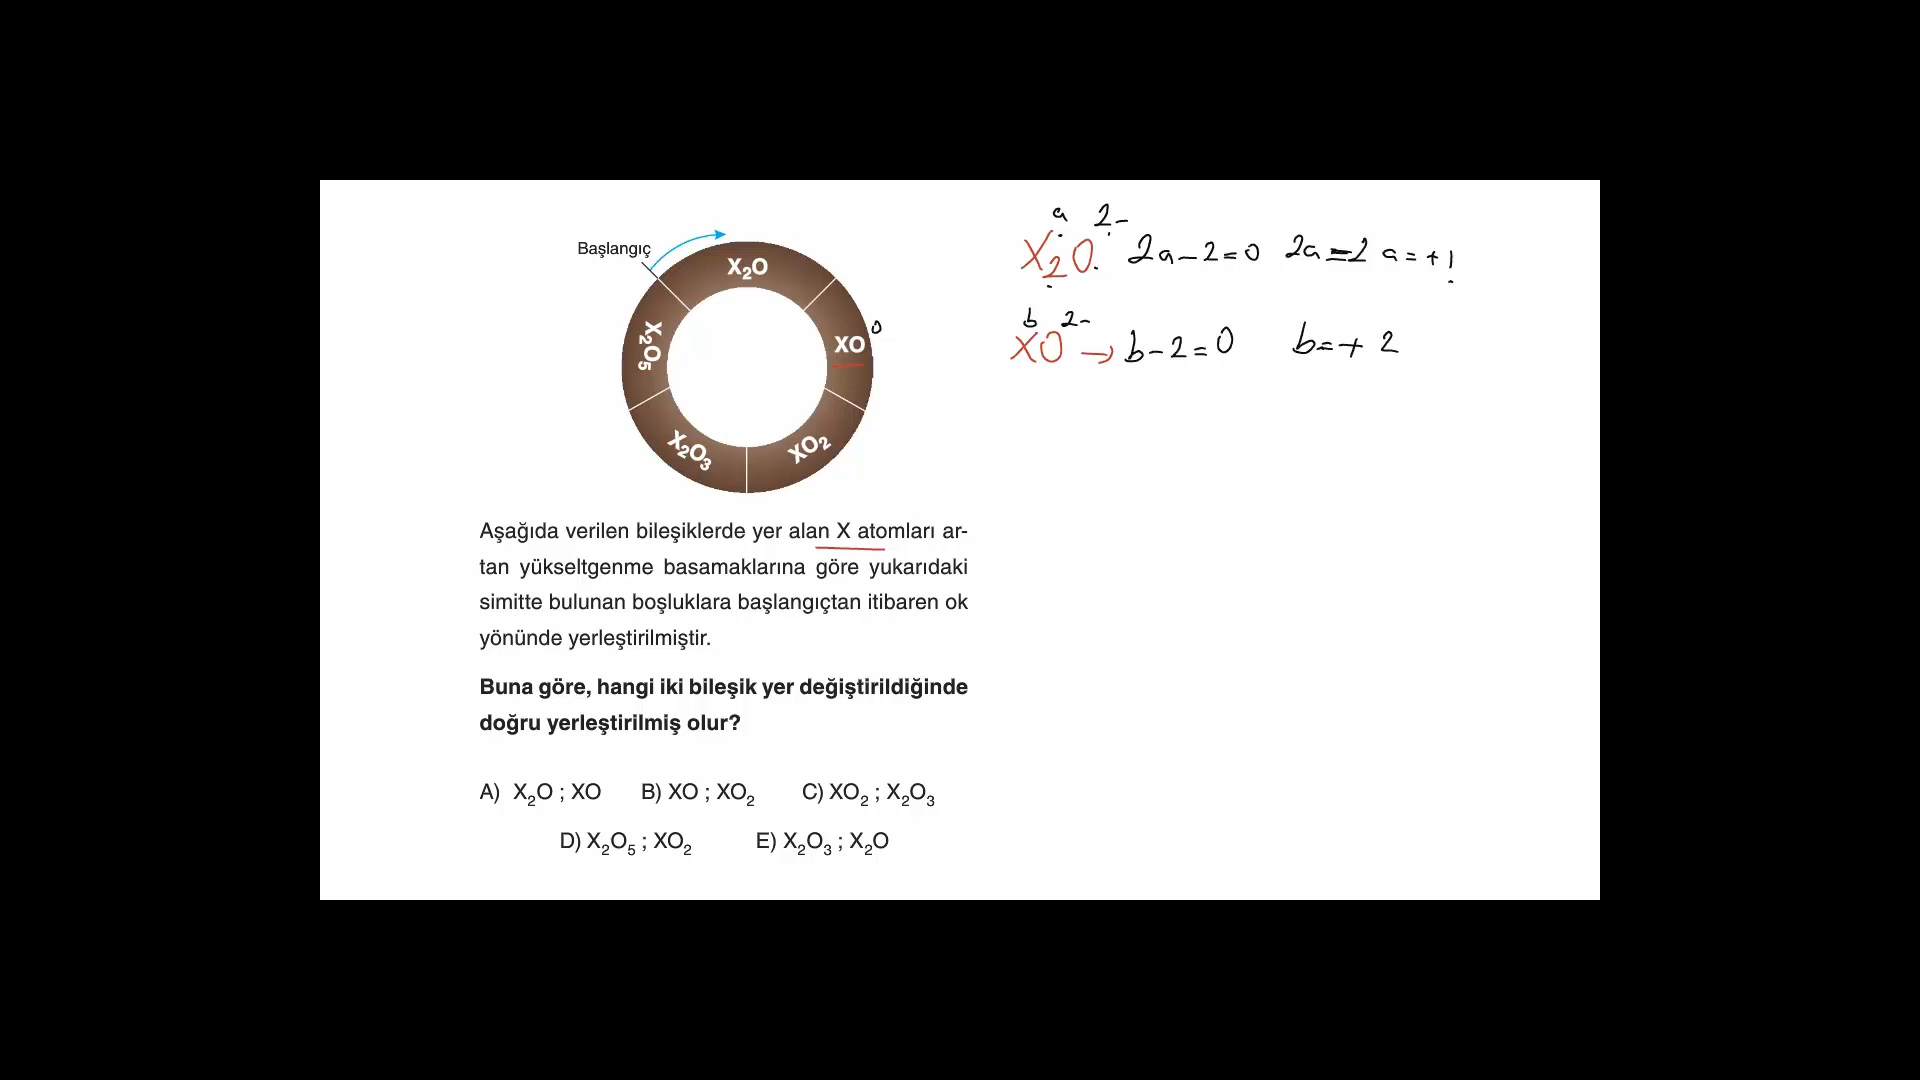 Başlangıç
X₂O
XO
XO₂
X₂O₃
X₂O₅
0
Aşağıda verilen bileşiklerde yer alan X atomları ar-
tan yükseltgenme basamaklarına göre yukarıdaki
simitte bulunan boşluklara başlangıçtan itibaren ok
yönünde yerleştirilmiştir.
Buna göre, hangi iki bileşik yer değiştirildiğinde
doğru yerleştirilmiş olur?
A) X₂O ; XO B) XO ; XO₂ C) XO₂ ; X₂O₃
D) X₂O₅ ; XO₂ E) X₂O₃ ; X₂O
a 2-
X₂O. 2a-2=0 2a=2 a=+1
b 2-
XO → b-2=0 b=+2